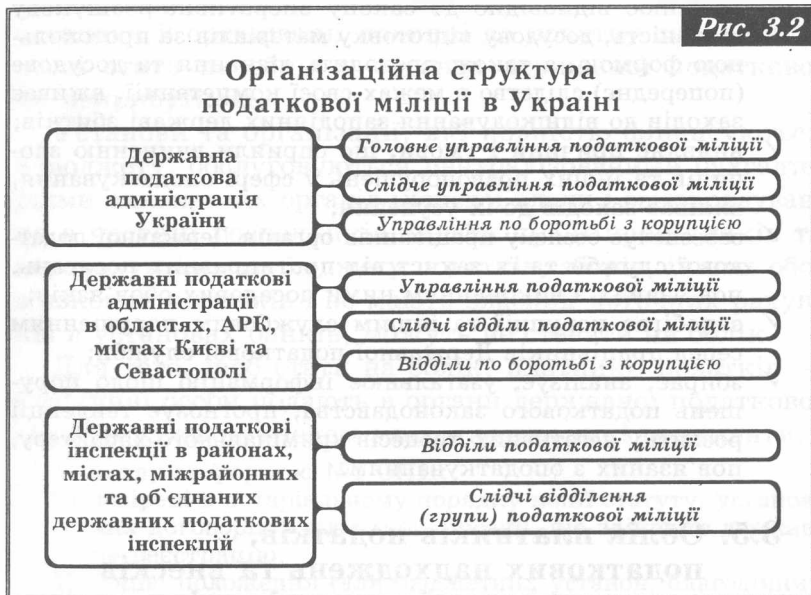 Рис. 3.2
Організаційна структура
податкової міліції в Україні
Державна
податкова
адміністрація
України
Головне управління податкової міліції
Слідче управління податкової міліції
Управління по боротьбі з корупцією
Державні податкові
адміністрації
в областях, АРК,
містах Києві і
Севастополі
Управління податкової міліції
Слідчі відділи податкової міліції
Відділи по боротьбі з корупцією
Державні податкові
інспекції в районах,
містах, міжрайонних
та об`єднаних
державних податкових
інспекцій
Відділи податкової міліції
Слідчі відділення
(групи) податкової міліції